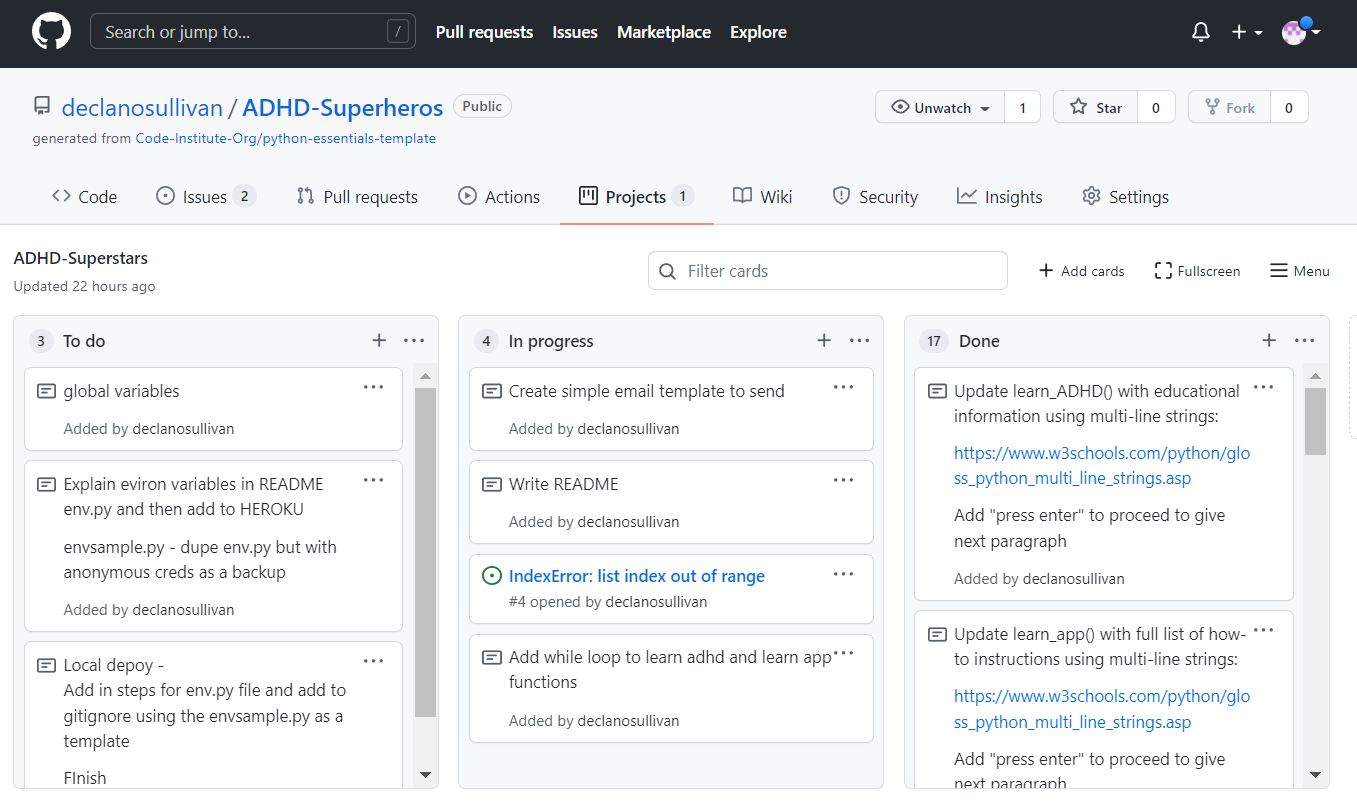 Search or jump to... /
Pull requests Issues Marketplace Explore
declanosullivan / ADHD-Superheros Public
Unwatch 1 Star 0 Fork 0
generated from Code-Institute-Org/python-essentials-template
Code Issues 2 Pull requests Actions Projects 1 Wiki Security Insights Settings
ADHD-Superstars
Updated 22 hours ago
Filter cards
Add cards Fullscreen Menu
3 To do
global variables
Added by declanosullivan
Explain eviron variables in README
env.py and then add to HEROKU
envsample.py - dupe env.py but with
anonymous creds as a backup
Added by declanosullivan
Local depoy -
Add in steps for env.py file and add to
gitignore using the envsample.py as a
template
FInish
4 In progress
Create simple email template to send
Added by declanosullivan
Write README
Added by declanosullivan
IndexError: list index out of range
#4 opened by declanosullivan
Add while loop to learn adhd and learn app
functions
Added by declanosullivan
17 Done
Update learn_ADHD() with educational
information using multi-line strings:
https://www.w3schools.com/python/glo
ss_python_multi_line_strings.asp
Add "press enter" to proceed to give
next paragraph
Added by declanosullivan
Update learn_app() with full list of how-
to instructions using multi-line strings:
https://www.w3schools.com/python/glo
ss_python_multi_line_strings.asp
Add "press enter" to proceed to give
next paragraph